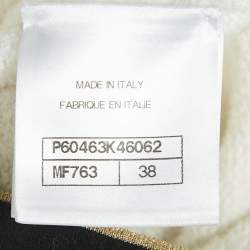 MADE IN ITALY
FABRIQUE EN ITALIE
P60463K46062
MF763 38